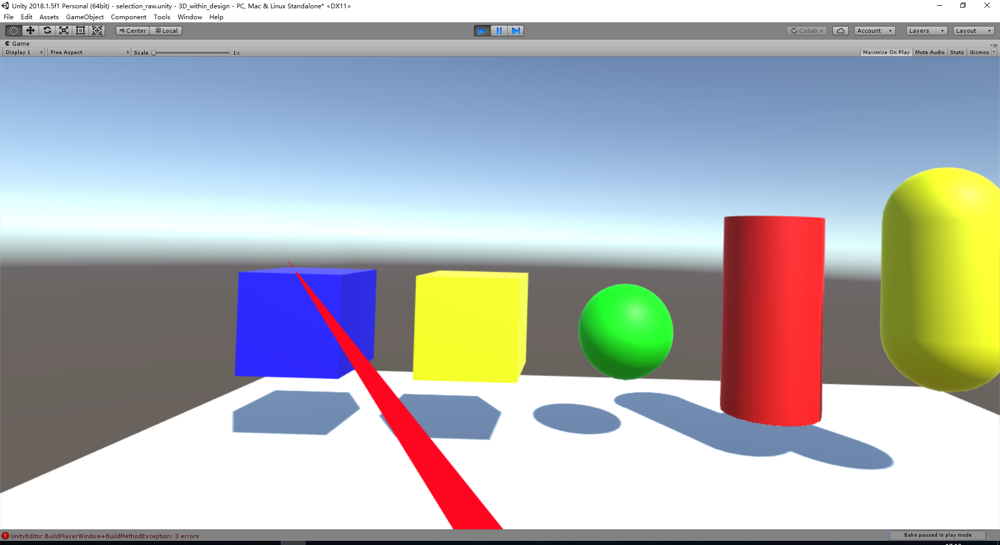 Unity 2018.1.5f1 Personal (64bit) - selection_raw.unity - 3D_within_design - PC, Mac & Linux Standalone* <DX11>
File Edit Assets GameObject Component Tools Window Help
Center Local Collab Account Layers Layout
Game
Display 1 Free Aspect Scale 1x Maximize On Play Mute Audio Stats Gizmos
UnityEditor.BuildPlayerWindow+BuildMethodException: 3 errors
Bake paused in play mode